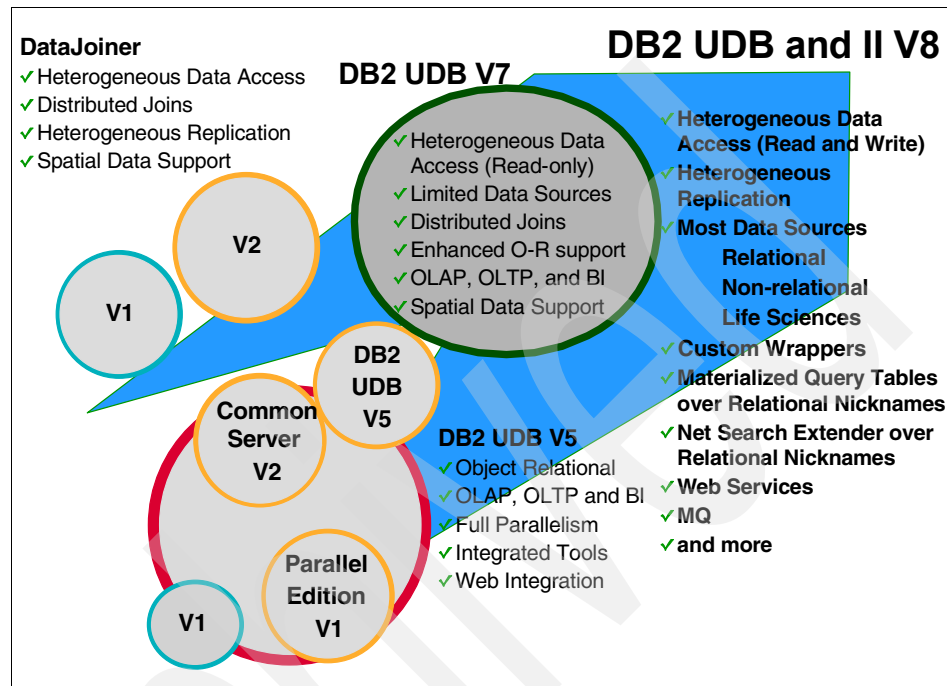 DataJoiner
✓ Heterogeneous Data Access
✓ Distributed Joins
✓ Heterogeneous Replication
✓ Spatial Data Support
DB2 UDB V7
✓ Heterogeneous Data
Access (Read-only)
✓ Limited Data Sources
✓ Distributed Joins
✓ Enhanced O-R support
✓ OLAP, OLTP, and BI
✓ Spatial Data Support
DB2 UDB and II V8
✓ Heterogeneous Data
Access (Read and Write)
✓ Heterogeneous
Replication
✓ Most Data Sources
Relational
Non-relational
Life Sciences
✓ Custom Wrappers
✓ Materialized Query Tables
over Relational Nicknames
✓ Net Search Extender over
Relational Nicknames
✓ Web Services
✓ MQ
✓ and more
V2
V1
DB2
UDB
V5
Common
Server
V2
Parallel
Edition
V1
V1
DB2 UDB V5
✓ Object Relational
✓ OLAP, OLTP and BI
✓ Full Parallelism
✓ Integrated Tools
✓ Web Integration